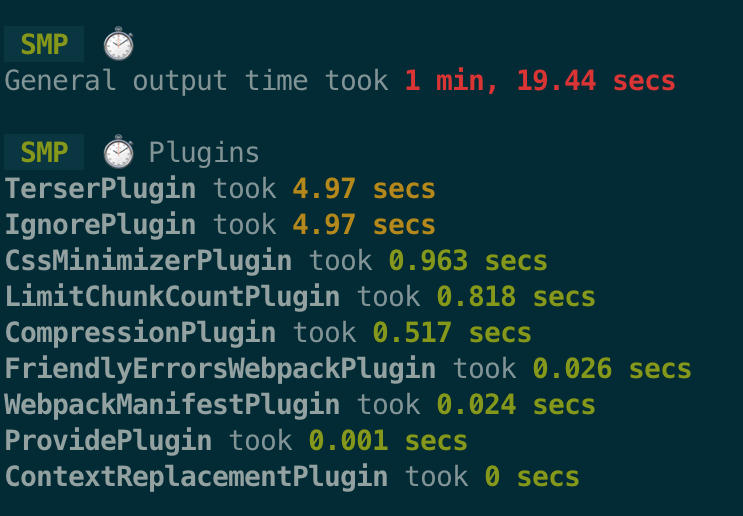 SMP ⏱
General output time took 1 min, 19.44 secs
SMP ⏱ Plugins
TerserPlugin took 4.97 secs
IgnorePlugin took 4.97 secs
CssMinimizerPlugin took 0.963 secs
LimitChunkCountPlugin took 0.818 secs
CompressionPlugin took 0.517 secs
FriendlyErrorsWebpackPlugin took 0.026 secs
WebpackManifestPlugin took 0.024 secs
ProvidePlugin took 0.001 secs
ContextReplacementPlugin took 0 secs